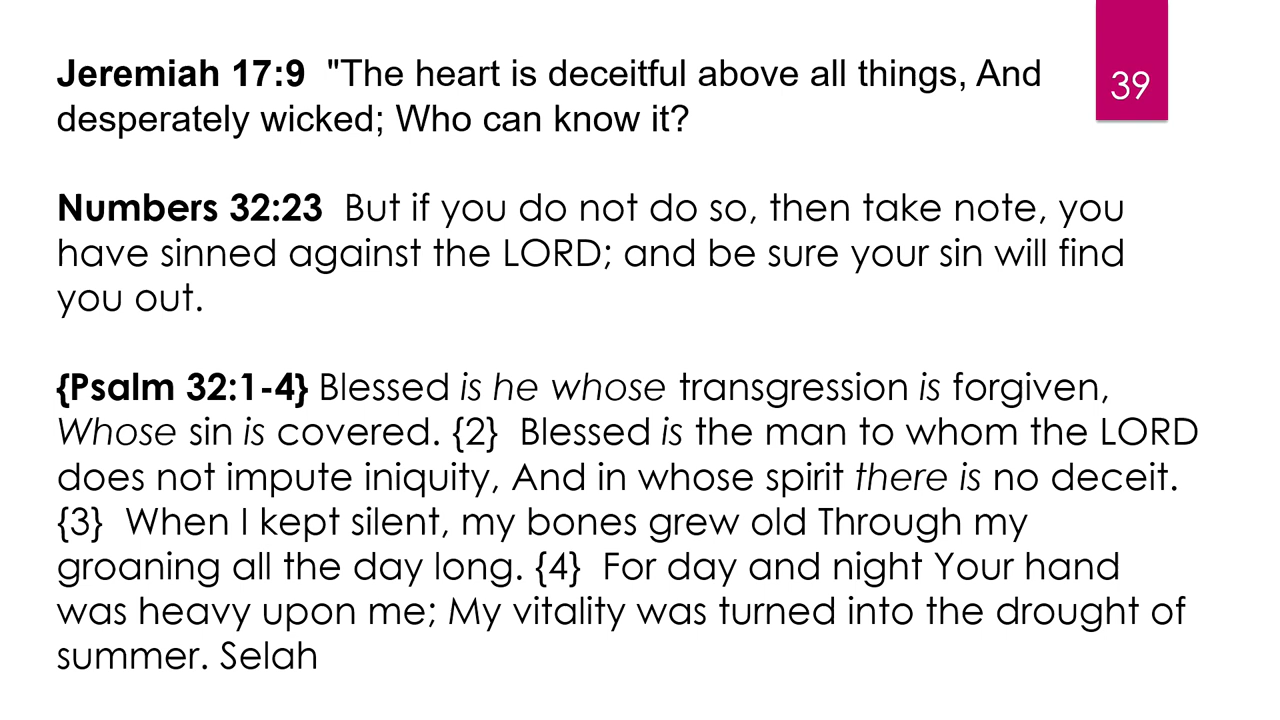 Jeremiah 17:9  "The heart is deceitful above all things, And
desperately wicked; Who can know it?
39
Numbers 32:23  But if you do not do so, then take note, you
have sinned against the LORD; and be sure your sin will find
you out.
{Psalm 32:1-4} Blessed is he whose transgression is forgiven,
Whose sin is covered. {2}  Blessed is the man to whom the LORD
does not impute iniquity, And in whose spirit there is no deceit.
{3}  When I kept silent, my bones grew old Through my
groaning all the day long. {4}  For day and night Your hand
was heavy upon me; My vitality was turned into the drought of
summer. Selah